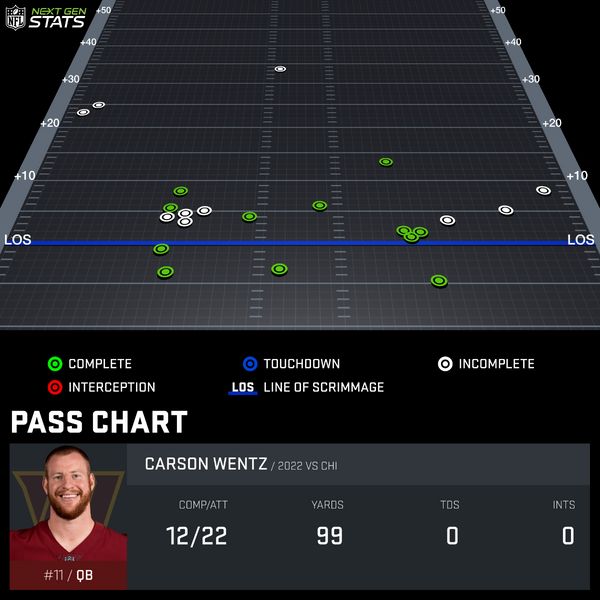 NFL NEXT GEN
STATS
+50 +50
+40 +40
+30 +30
+20 +20
+10 +10
LOS LOS
COMPLETE TOUCHDOWN INCOMPLETE
INTERCEPTION LOS LINE OF SCRIMMAGE
PASS CHART
CARSON WENTZ / 2022 VS CHI
COMP/ATT YARDS TDS INTS
12/22 99 0 0
#11 / QB